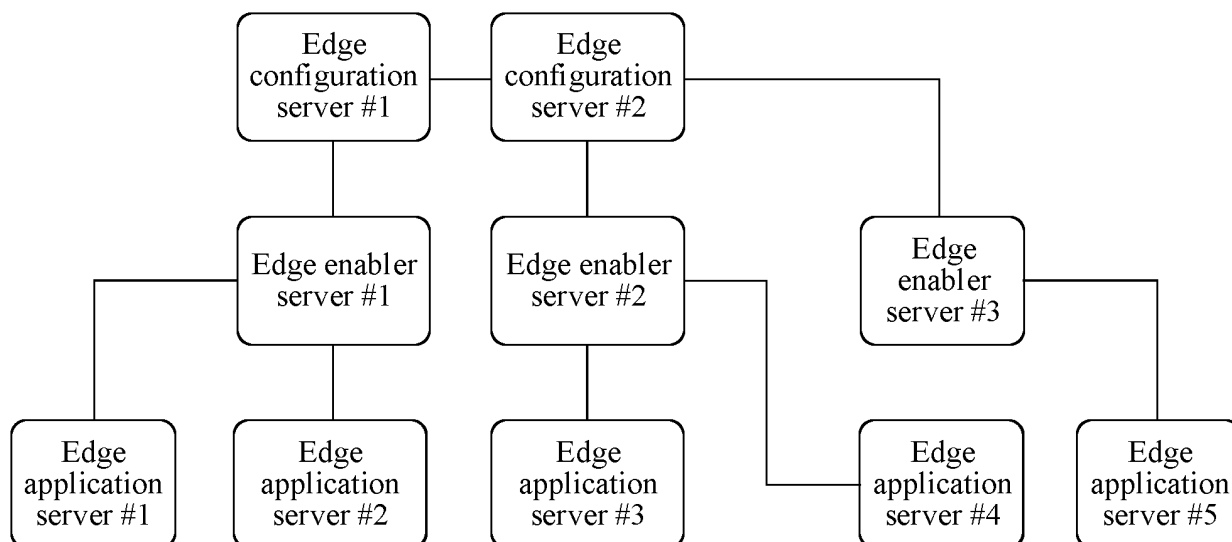 Edge
configuration
server #1
Edge
configuration
server #2
Edge enabler
server #1
Edge enabler
server #2
Edge
enabler
server #3
Edge
application
server #1
Edge
application
server #2
Edge
application
server #3
Edge
application
server #4
Edge
application
server #5